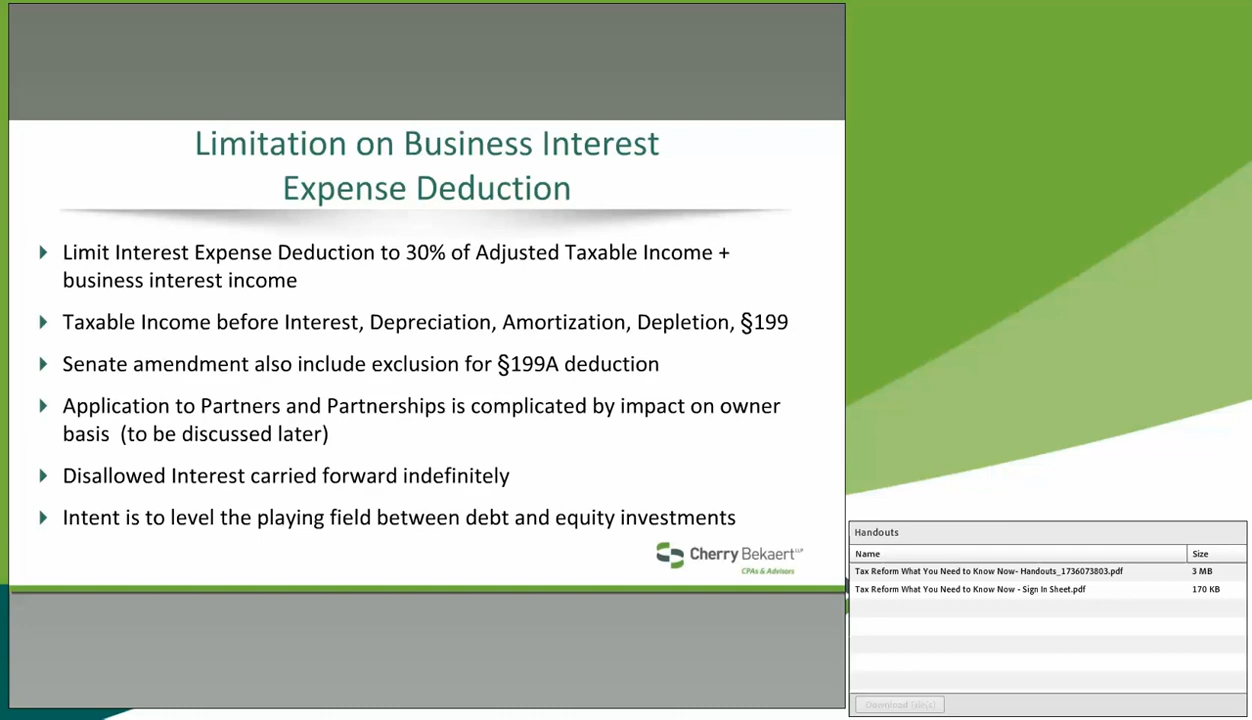 Limitation on Business Interest
Expense Deduction
Limit Interest Expense Deduction to 30% of Adjusted Taxable Income +
business interest income
Taxable Income before Interest, Depreciation, Amortization, Depletion, §199
Senate amendment also include exclusion for §199A deduction
Application to Partners and Partnerships is complicated by impact on owner
basis (to be discussed later)
Disallowed Interest carried forward indefinitely
Intent is to level the playing field between debt and equity investments
Cherry Bekaert LLP
CPAs & Advisors
Handouts
Name Size
Tax Reform What You Need to Know Now- Handouts_1736073803.pdf 3 MB
Tax Reform What You Need to Know Now - Sign In Sheet.pdf 170 KB
Download File(s)